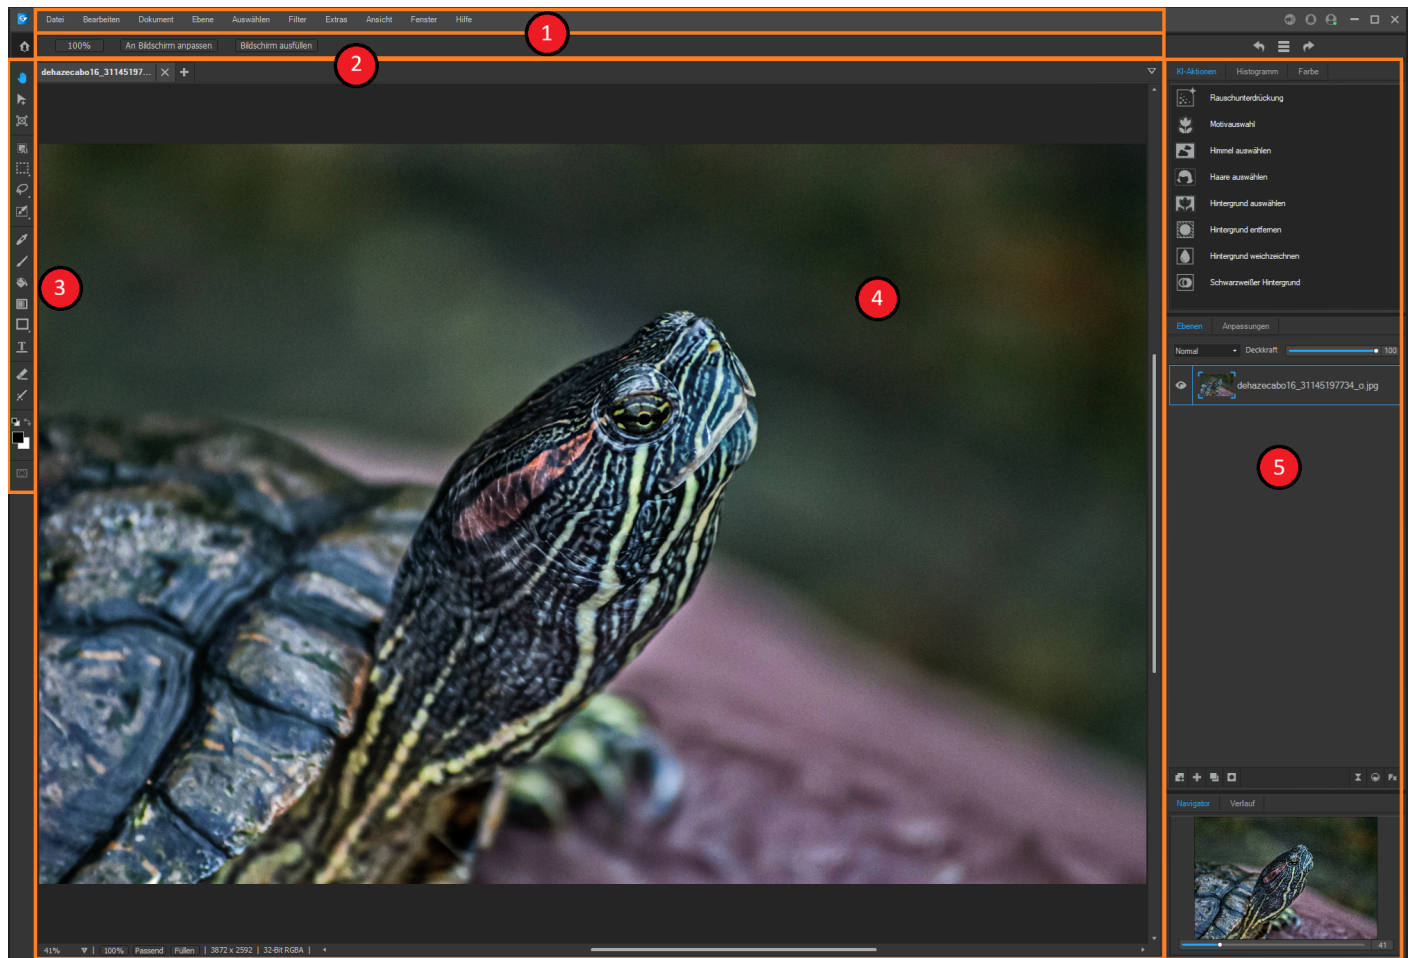 Datei Bearbeiten Dokument Ebene Auswählen Filter Extras Ansicht Fenster Hilfe
1
100% An Bildschirm anpassen Bildschirm ausfüllen
2
dehazecabo16_31145197...
KI-Aktionen Histogramm Farbe
Rauschunterdrückung
Motivauswahl
Himmel auswählen
Haare auswählen
Hintergrund auswählen
Hintergrund entfernen
Hintergrund weichzeichnen
Schwarzweißer Hintergrund
3
4
Ebenen Anpassungen
Normal Deckkraft 100
dehazecabo16_31145197734_o.jpg
5
Fx
Navigator Verlauf
41
41% 100% Passend Füllen 3872 x 2592 32-Bit RGBA